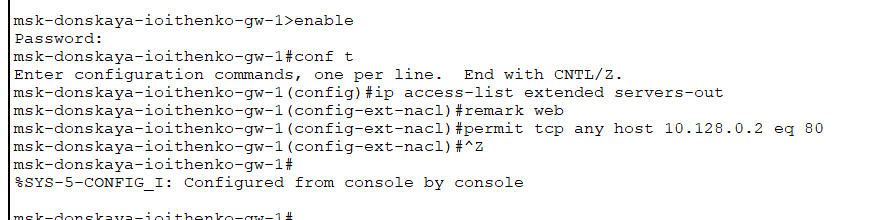 msk-donskaya-ioithenko-gw-1>enable
Password:
msk-donskaya-ioithenko-gw-1#conf t
Enter configuration commands, one per line.  End with CNTL/Z.
msk-donskaya-ioithenko-gw-1(config)#ip access-list extended servers-out
msk-donskaya-ioithenko-gw-1(config-ext-nacl)#remark web
msk-donskaya-ioithenko-gw-1(config-ext-nacl)#permit tcp any host 10.128.0.2 eq 80
msk-donskaya-ioithenko-gw-1(config-ext-nacl)#^Z
msk-donskaya-ioithenko-gw-1#
%SYS-5-CONFIG_I: Configured from console by console
msk-donskaya-ioithenko-gw-1#